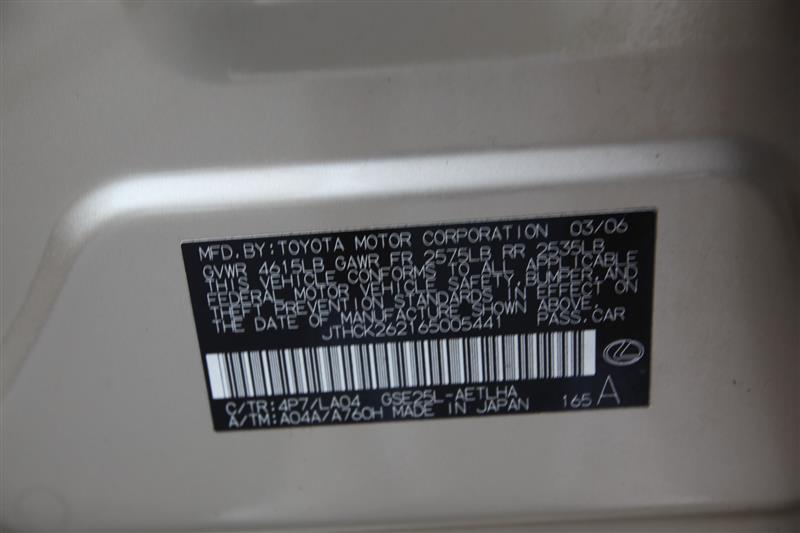 MFD. BY: TOYOTA MOTOR CORPORATION 03/06
GVWR 4615LB GAWR FR 2575LB RR 2535LB
THIS VEHICLE CONFORMS TO ALL APPLICABLE
FEDERAL MOTOR VEHICLE SAFETY, BUMPER, AND
THEFT PREVENTION STANDARDS IN EFFECT ON
THE DATE OF MANUFACTURE SHOWN ABOVE.
JTHCK262165005441 PASS. CAR
C/TR: 4P7/LA04 GSE25L-AETLHA
A/TM: A04A/A760H MADE IN JAPAN 165 A